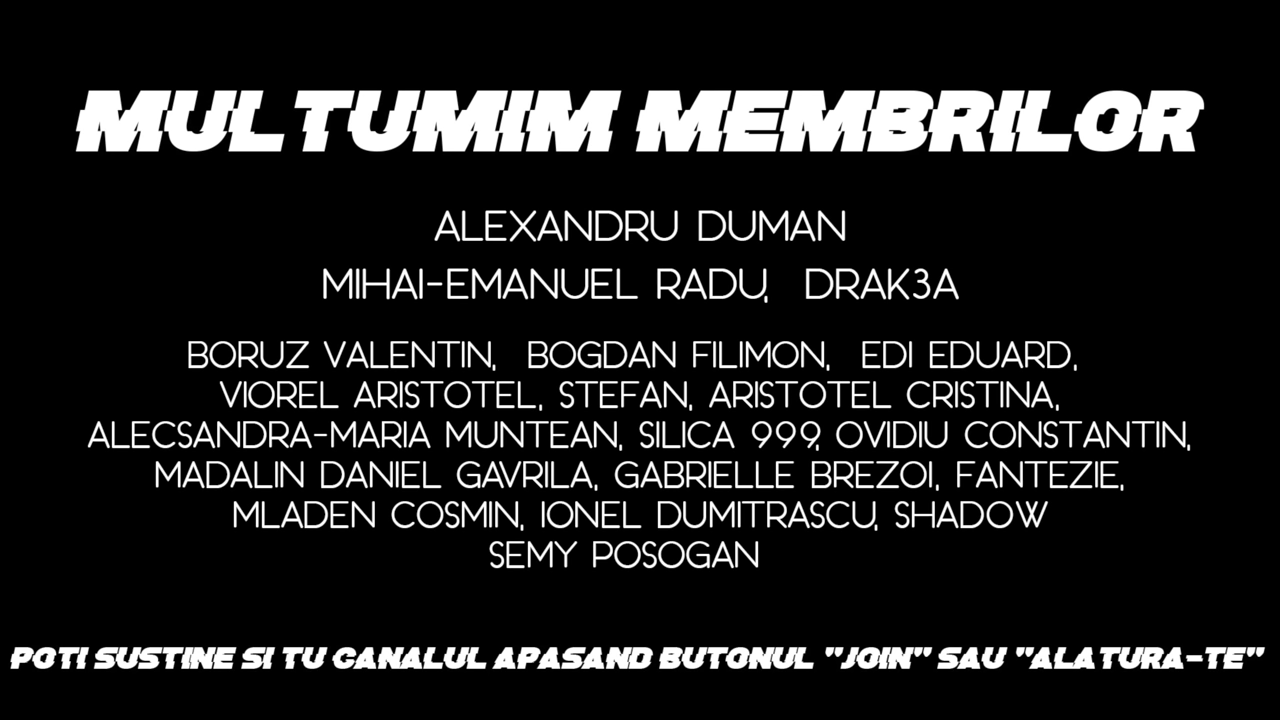 MULTUMIM MEMBRILOR
ALEXANDRU DUMAN
MIHAI-EMANUEL RADU, DRAK3A
BORUZ VALENTIN, BOGDAN FILIMON, EDI EDUARD,
VIOREL ARISTOTEL, STEFAN, ARISTOTEL CRISTINA,
ALECSANDRA-MARIA MUNTEAN, SILICA 999, OVIDIU CONSTANTIN,
MADALIN DANIEL GAVRILA, GABRIELLE BREZOI, FANTEZIE,
MLADEN COSMIN, IONEL DUMITRASCU, SHADOW
SEMY POSOGAN
POTI SUSTINE SI TU CANALUL APASAND BUTONUL "JOIN" SAU "ALATURA-TE"